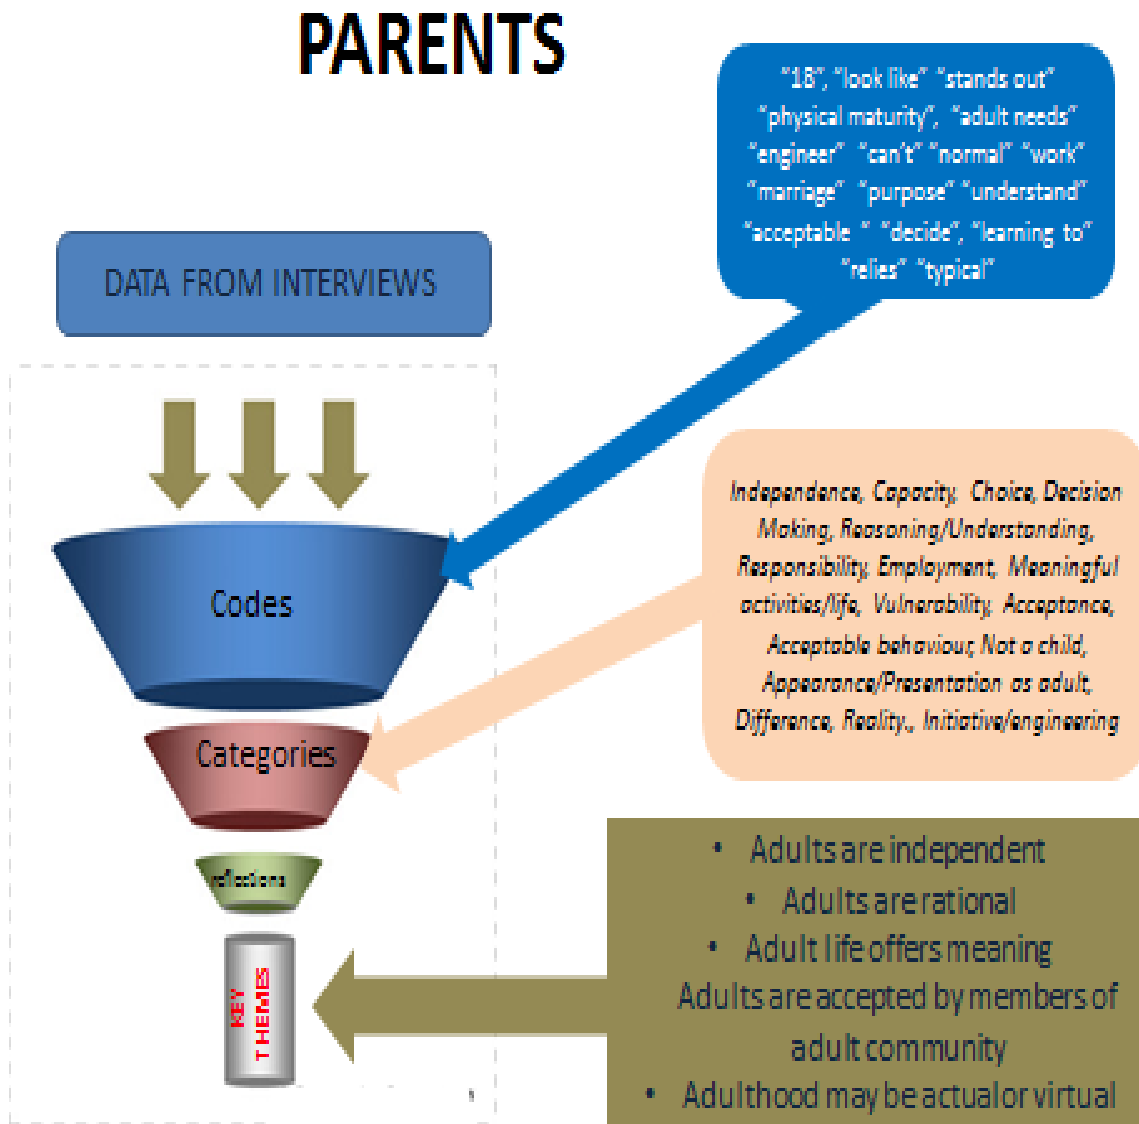 PARENTS
"18", "look like" "stands out"
"physical maturity", "adult needs"
"engineer" "can't" "normal" "work"
"marriage" "purpose" "understand"
"acceptable " "decide", "learning to"
"relies" "typical"
DATA FROM INTERVIEWS
Codes
Independence, Capacity, Choice, Decision
Making, Reasoning/Understanding,
Responsibility, Employment, Meaningful
activities/life, Vulnerability, Acceptance,
Acceptable behaviour, Not a child,
Appearance/Presentation as adult,
Difference, Reality., Initiative/engineering
Categories
reflections
KEY
THEMES
• Adults are independent
• Adults are rational
• Adult life offers meaning
Adults are accepted by members of
adult community
• Adulthood may be actualor virtual